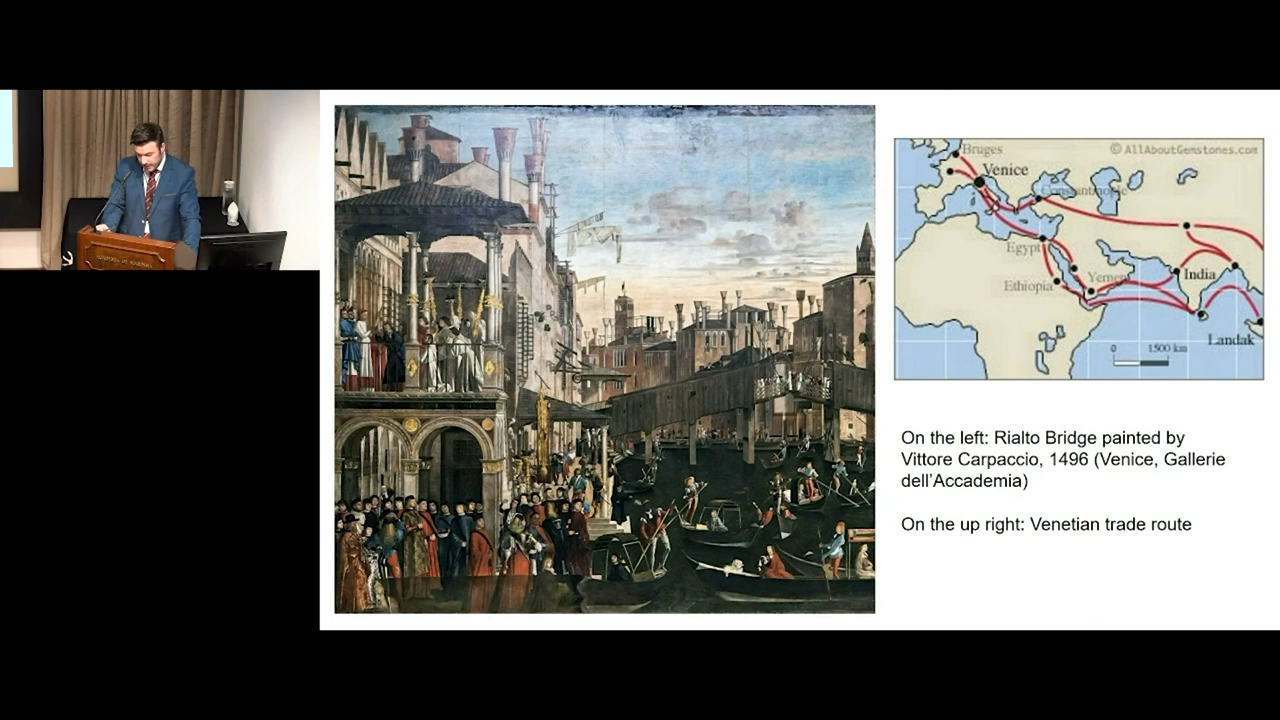 © AllAboutGemstones.com
Bruges
Venice
Constantinople
Egypt
Yemen
India
Ethiopia
Landak
0 1500 km
On the left: Rialto Bridge painted by
Vittore Carpaccio, 1496 (Venice, Gallerie
dell’Accademia)
On the up right: Venetian trade route